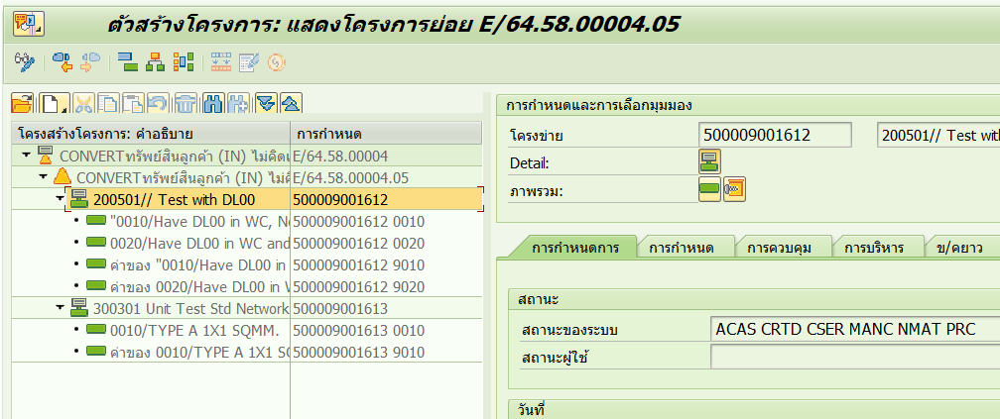 ตัวสร้างโครงการ: แสดงโครงการย่อย E/64.58.00004.05
โครงสร้างโครงการ: คำอธิบาย การกำหนด
CONVERTทรัพย์สินลูกค้า (IN) ไม่คิดเ E/64.58.00004
CONVERTทรัพย์สินลูกค้า (IN) ไม่คิ E/64.58.00004.05
200501// Test with DL00 500009001612
"0010/Have DL00 in WC, N 500009001612 0010
0020/Have DL00 in WC and 500009001612 0020
ค่าของ "0010/Have DL00 in 500009001612 9010
ค่าของ 0020/Have DL00 in W 500009001612 9020
300301 Unit Test Std Network 500009001613
0010/TYPE A 1X1 SQMM. 500009001613 0010
ค่าของ 0010/TYPE A 1X1 SQ 500009001613 9010
การกำหนดและการเลือกมุมมอง
โครงข่าย 500009001612 200501// Test with
Detail:
ภาพรวม:
การกำหนดการ การกำหนด การควบคุม การบริหาร ข/คยาว
สถานะ
สถานะของระบบ ACAS CRTD CSER MANC NMAT PRC
สถานะผู้ใช้
วันที่